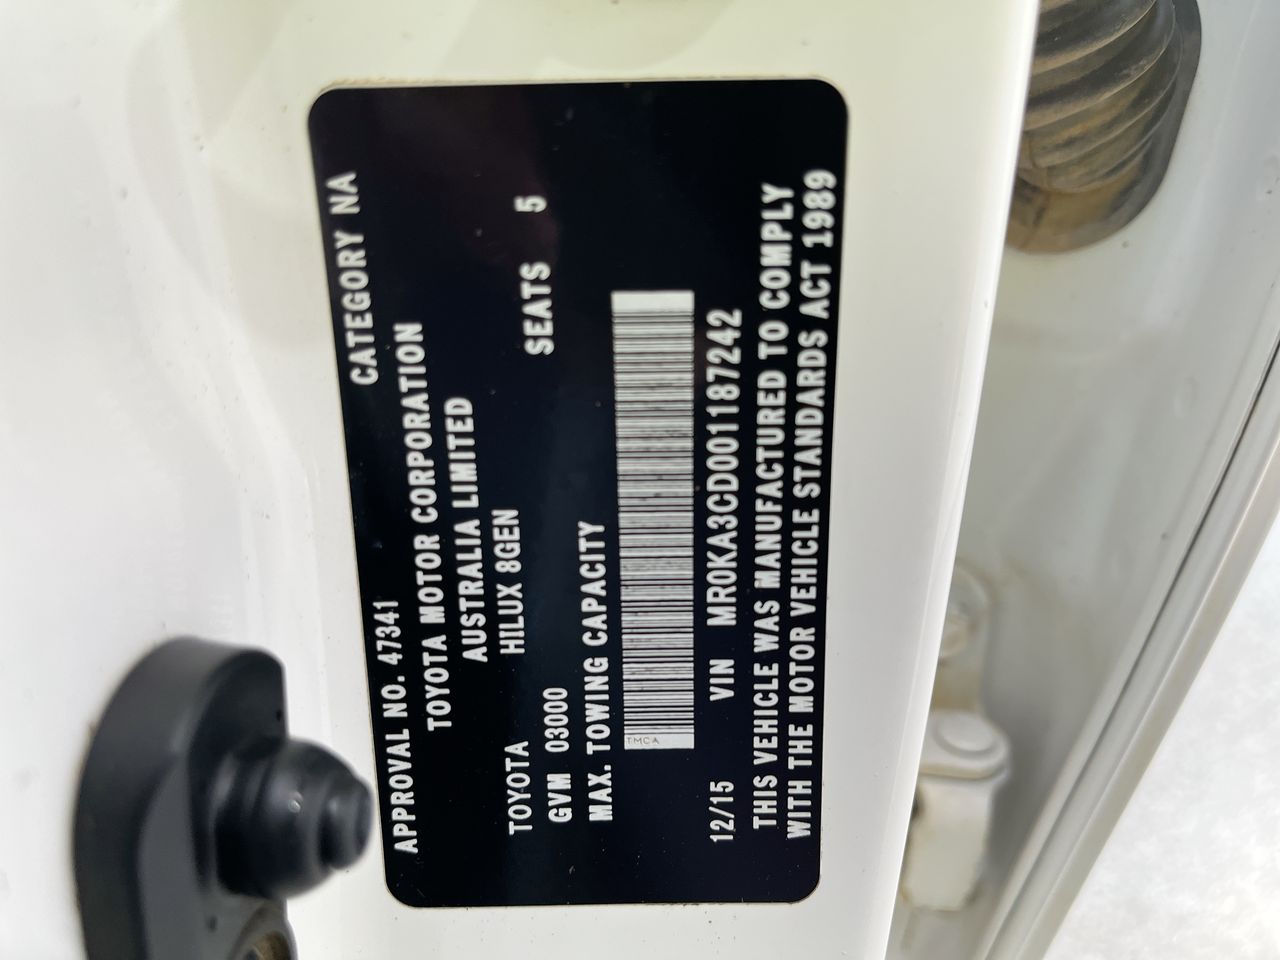 APPROVAL NO. 47341 CATEGORY NA
TOYOTA MOTOR CORPORATION
AUSTRALIA LIMITED
TOYOTA HILUX 8GEN
GVM 03000 SEATS 5
MAX. TOWING CAPACITY
TMCA
12/15 VIN MR0KA3CD001187242
THIS VEHICLE WAS MANUFACTURED TO COMPLY
WITH THE MOTOR VEHICLE STANDARDS ACT 1989